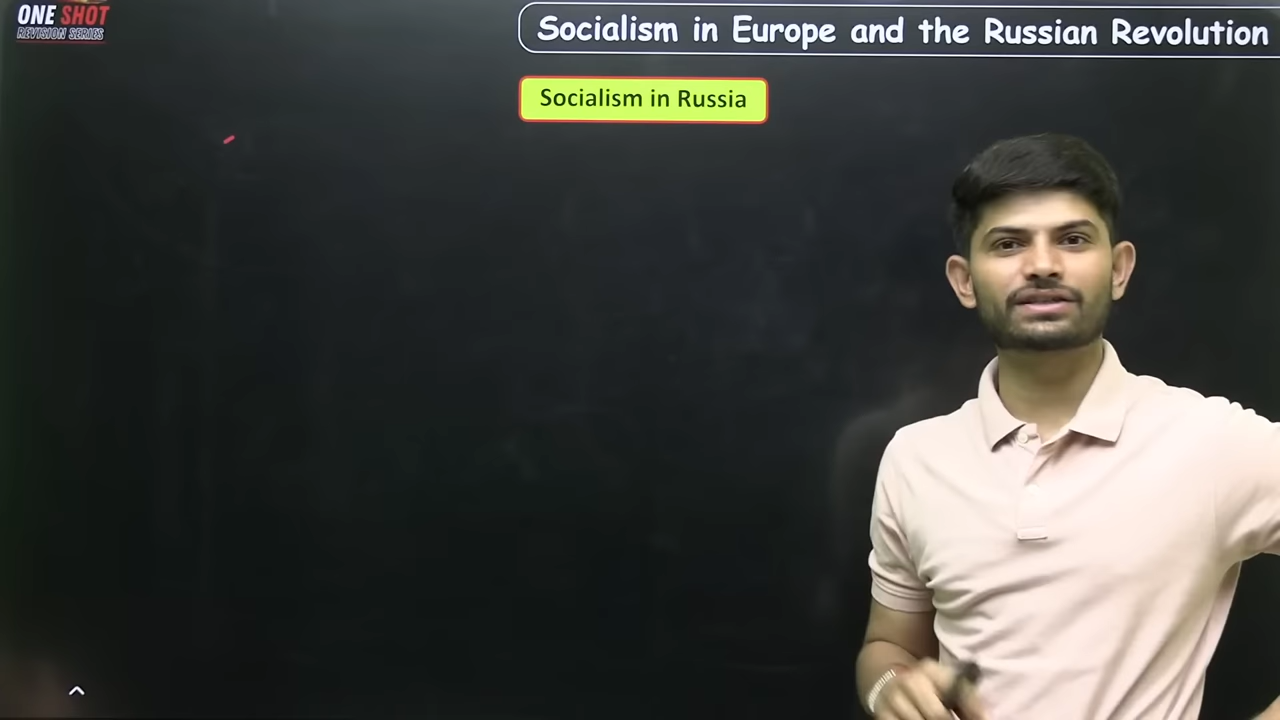 ONE SHOT
REVISION SERIES
Socialism in Europe and the Russian Revolution
Socialism in Russia